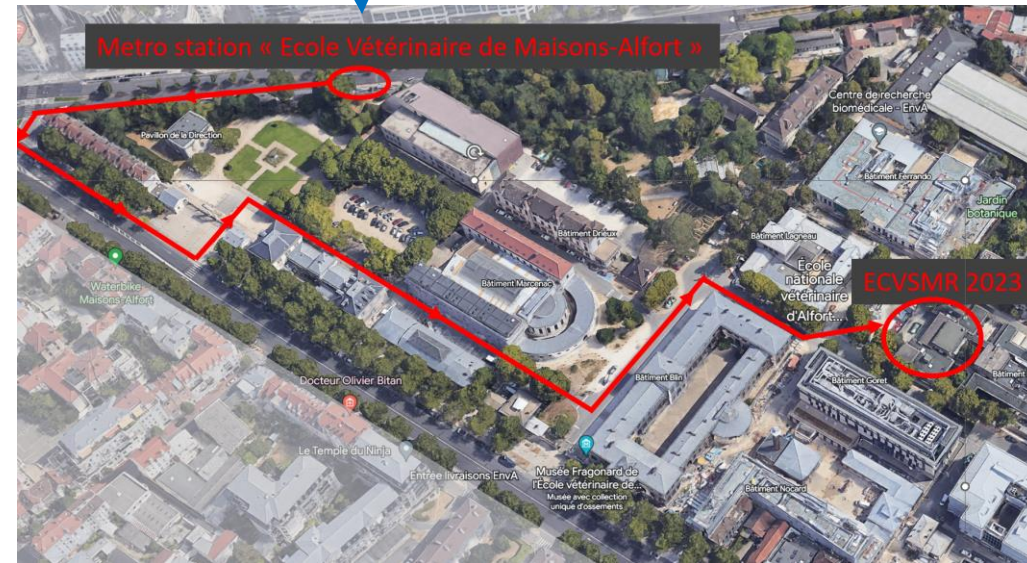 Metro station « Ecole Vétérinaire de Maisons-Alfort »
Centre de recherche
biomédicale - EnvA
Pavillon de la Direction
Bâtiment Ferrando
Jardin
botanique
Bâtiment Drieux
Bâtiment Lagneau
École
nationale
vétérinaire
d'Alfort...
ECVSMR 2023
Waterbike
Maisons-Alfort
Bâtiment Marcenac
Docteur Olivier Bitan
Bâtiment Blin
Bâtiment Goret
Bâtiment
Le Temple du Ninja
Entrée livraisons EnvA
Musée Fragonard de
l'École vétérinaire de...
Musée avec collection
unique d'ossements
Bâtiment Nocard